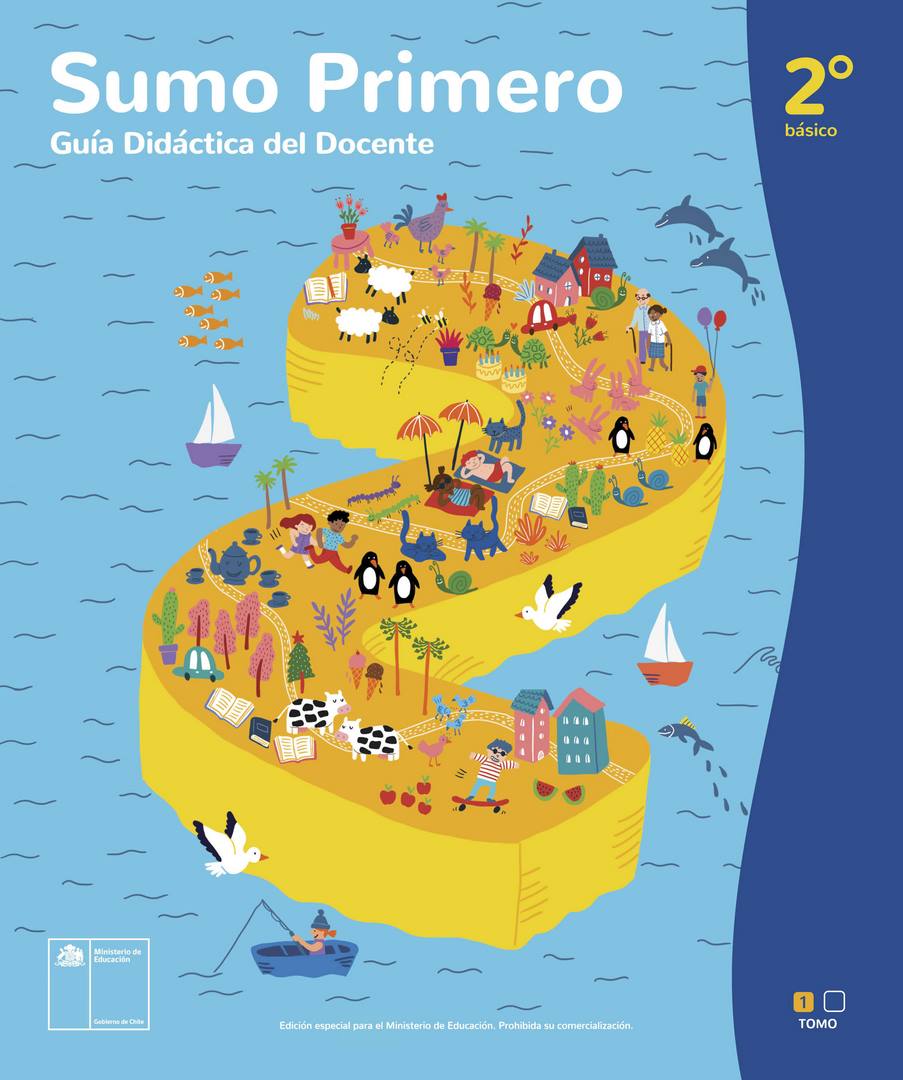 Sumo Primero
Guía Didáctica del Docente
2°
básico
Ministerio de
Educación
Gobierno de Chile
Edición especial para el Ministerio de Educación. Prohibida su comercialización.
1
TOMO